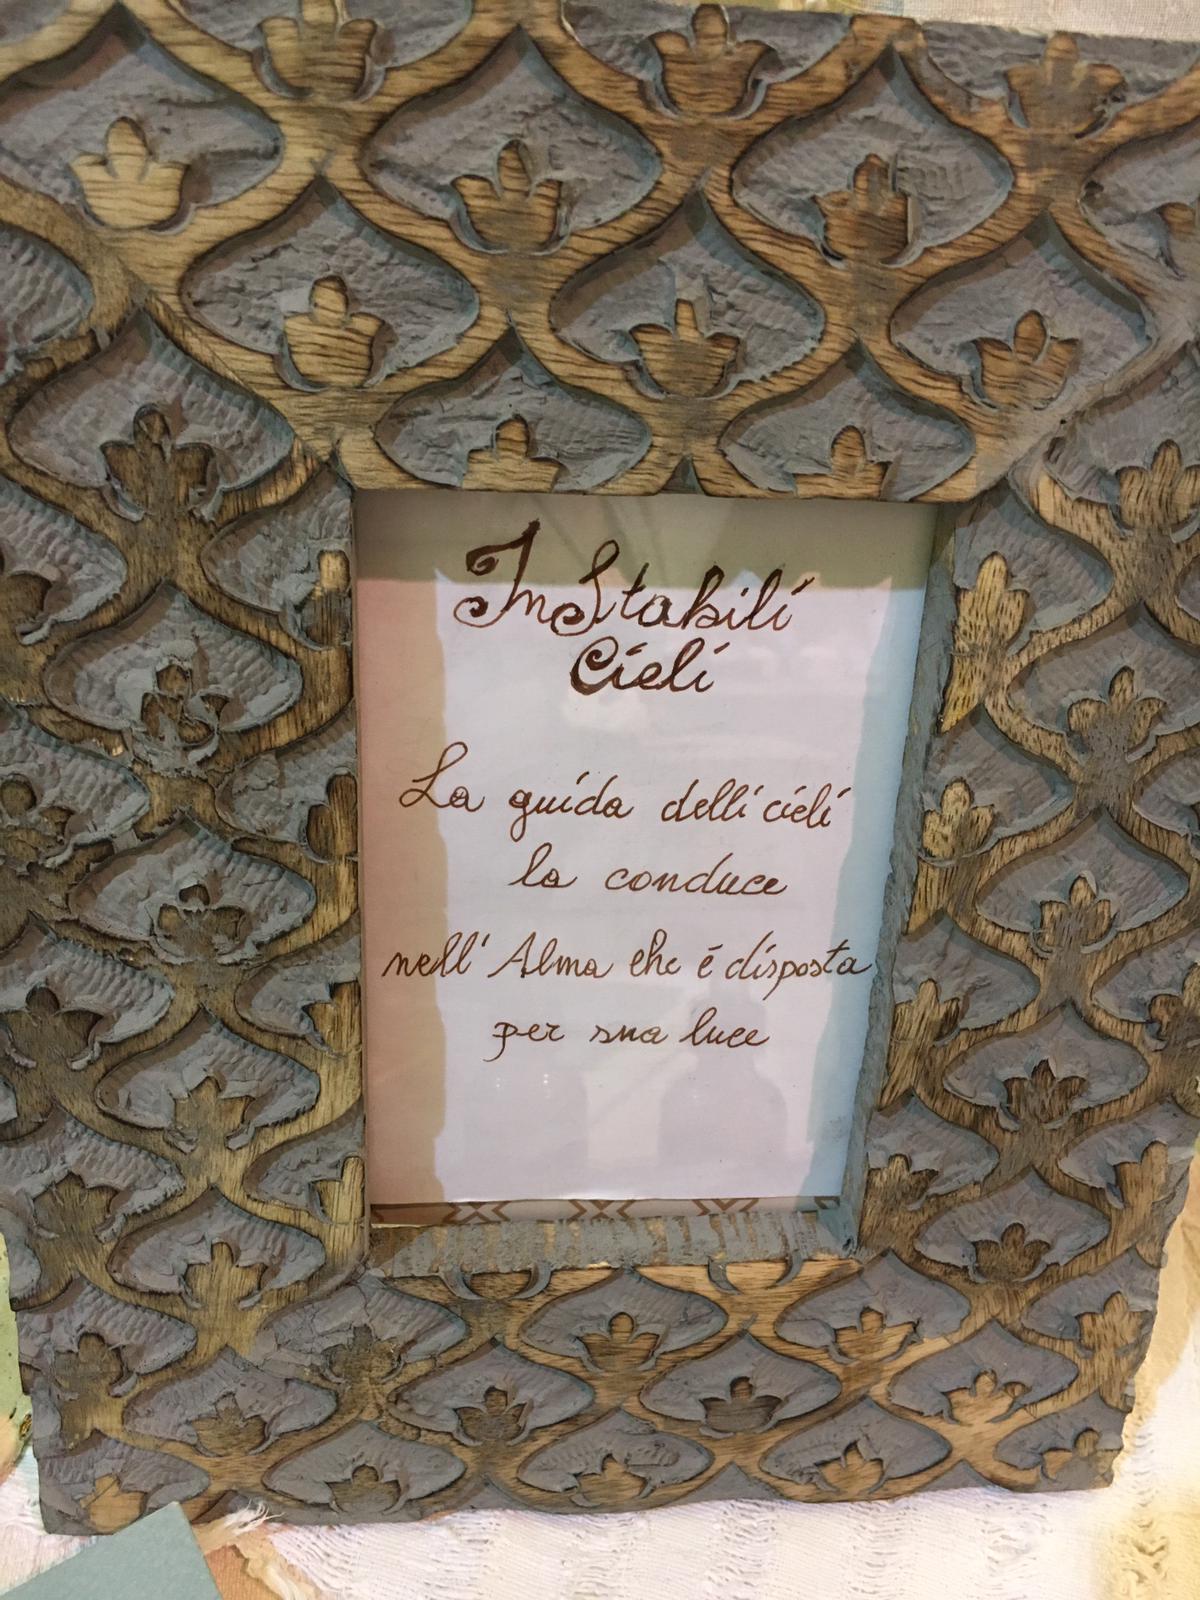 InStabili
Cieli
La guida delli cieli
la conduce
nell' Alma che é disposta
per sua luce